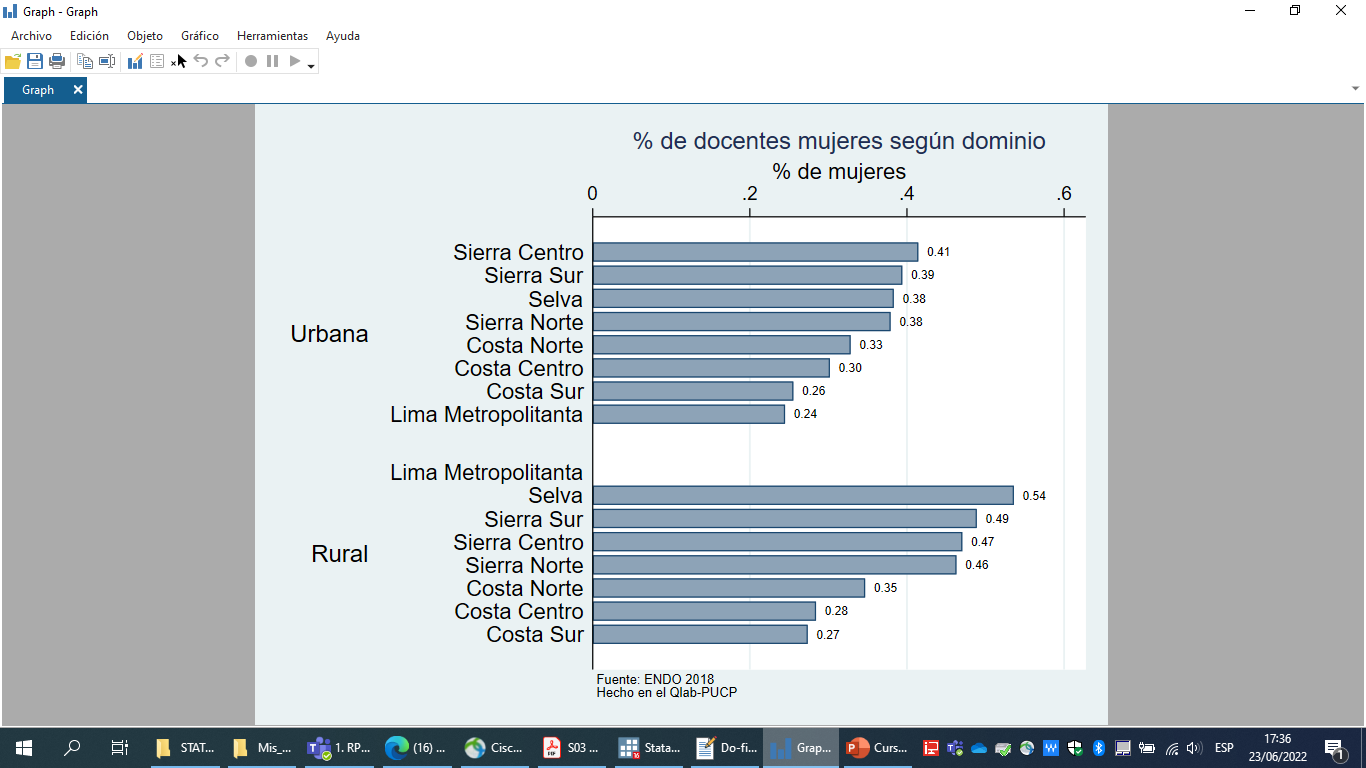 Graph - Graph
Archivo Edición Objeto Gráfico Herramientas Ayuda
Graph
% de docentes mujeres según dominio
% de mujeres
0 .2 .4 .6
Urbana
Sierra Centro 0.41
Sierra Sur 0.39
Selva 0.38
Sierra Norte 0.38
Costa Norte 0.33
Costa Centro 0.30
Costa Sur 0.26
Lima Metropolitanta 0.24
Rural
Lima Metropolitanta
Selva 0.54
Sierra Sur 0.49
Sierra Centro 0.47
Sierra Norte 0.46
Costa Norte 0.35
Costa Centro 0.28
Costa Sur 0.27
Fuente: ENDO 2018
Hecho en el Qlab-PUCP
STAT... Mis_... 1. RP... (16) ... Cisc... S03 ... Stata... Do-fi... Grap... Curs... ESP 17:36
23/06/2022
1